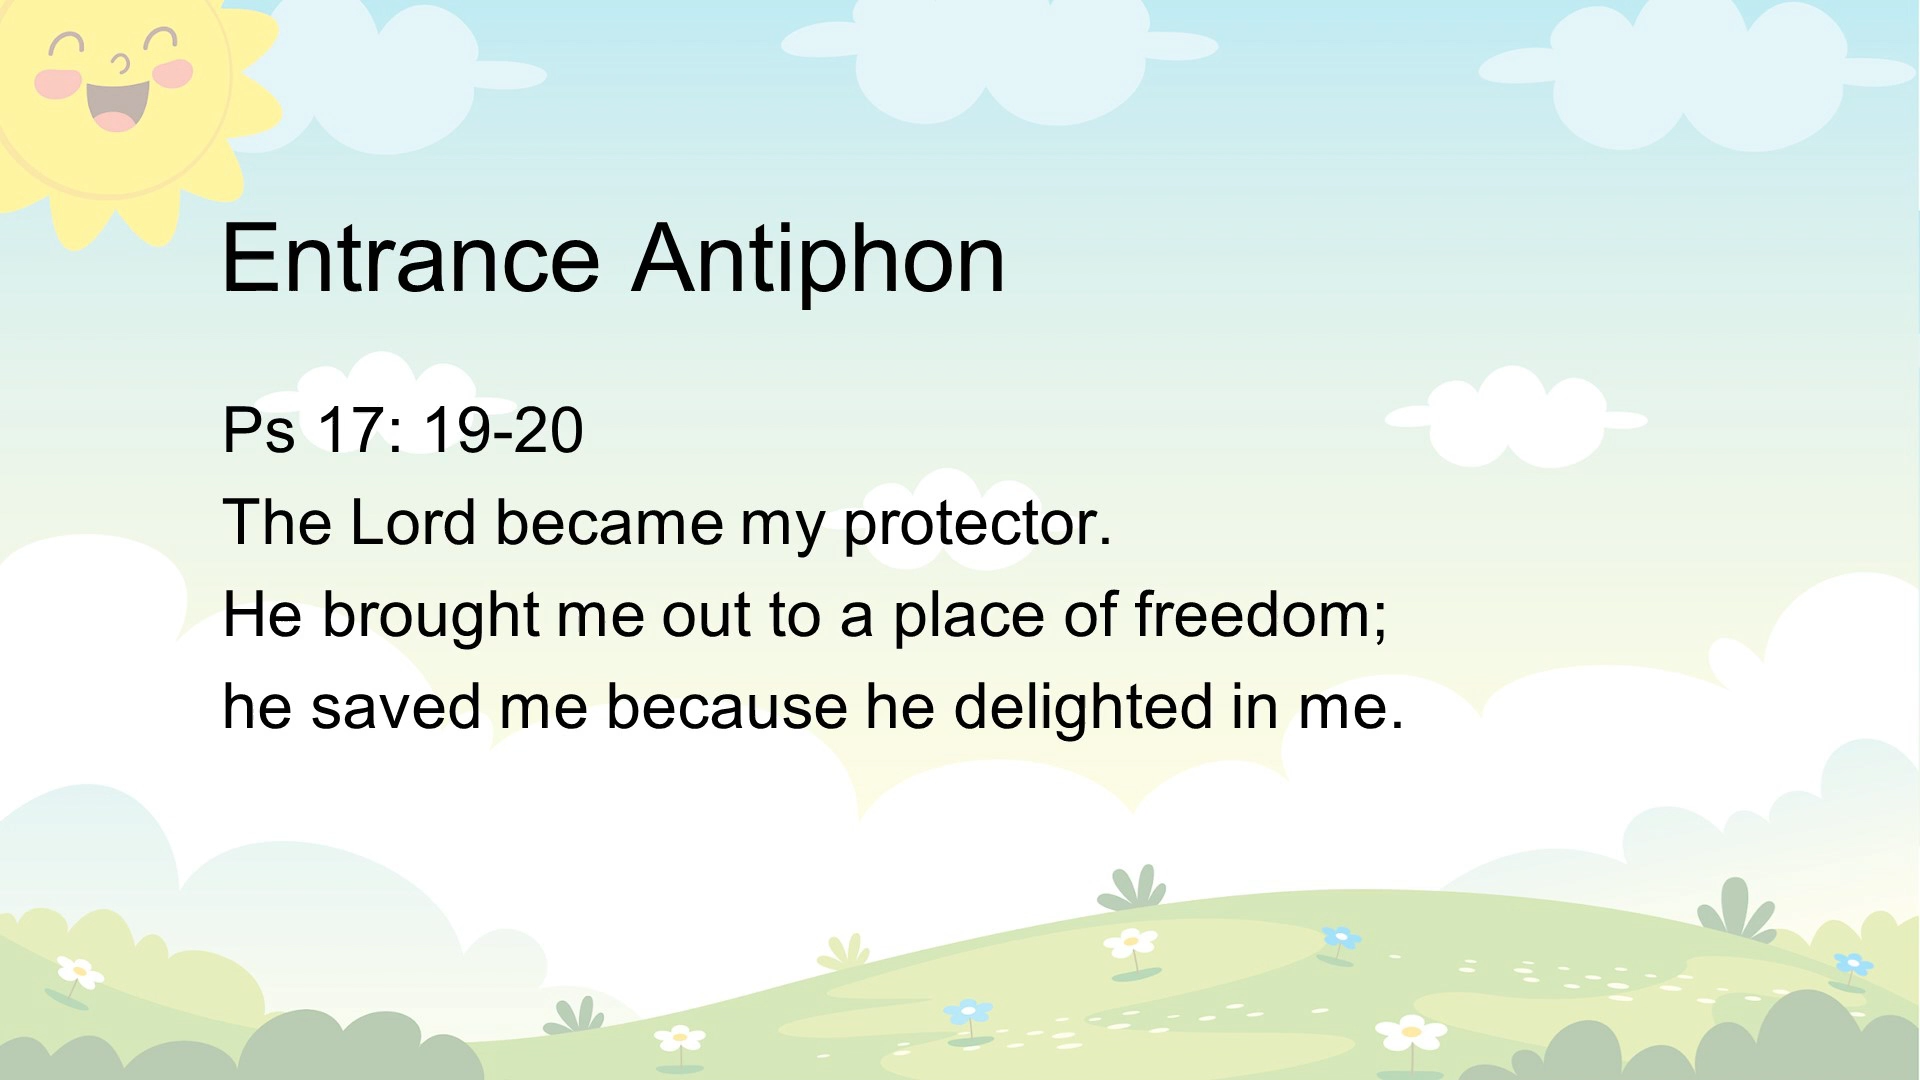 Entrance Antiphon
Ps 17: 19-20
The Lord became my protector.
He brought me out to a place of freedom;
he saved me because he delighted in me.